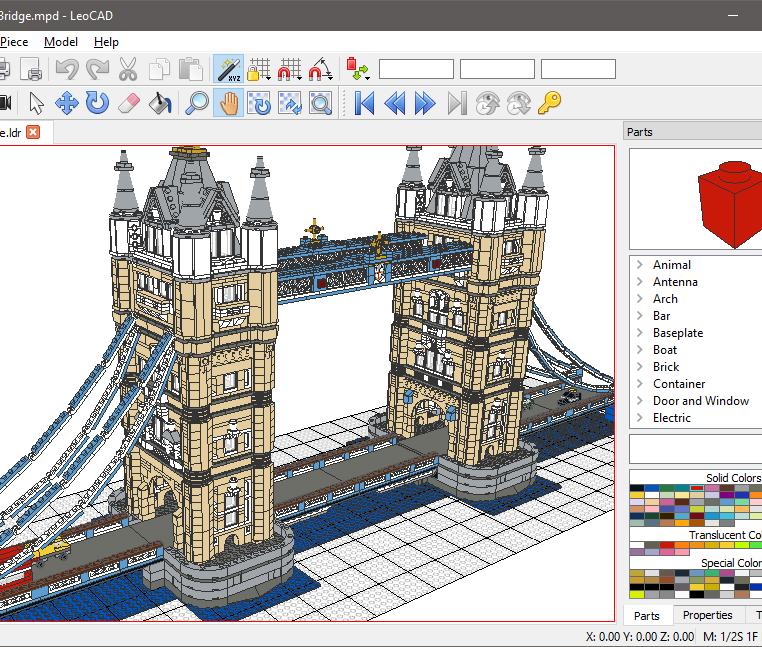 Bridge.mpd - LeoCAD
Piece Model Help
XYZ
e.ldr
Parts
Animal
Antenna
Arch
Bar
Baseplate
Boat
Brick
Container
Door and Window
Electric
Solid Colors
Translucent Co
Special Color
Parts Properties T
X: 0.00 Y: 0.00 Z: 0.00 M: 1/2S 1F